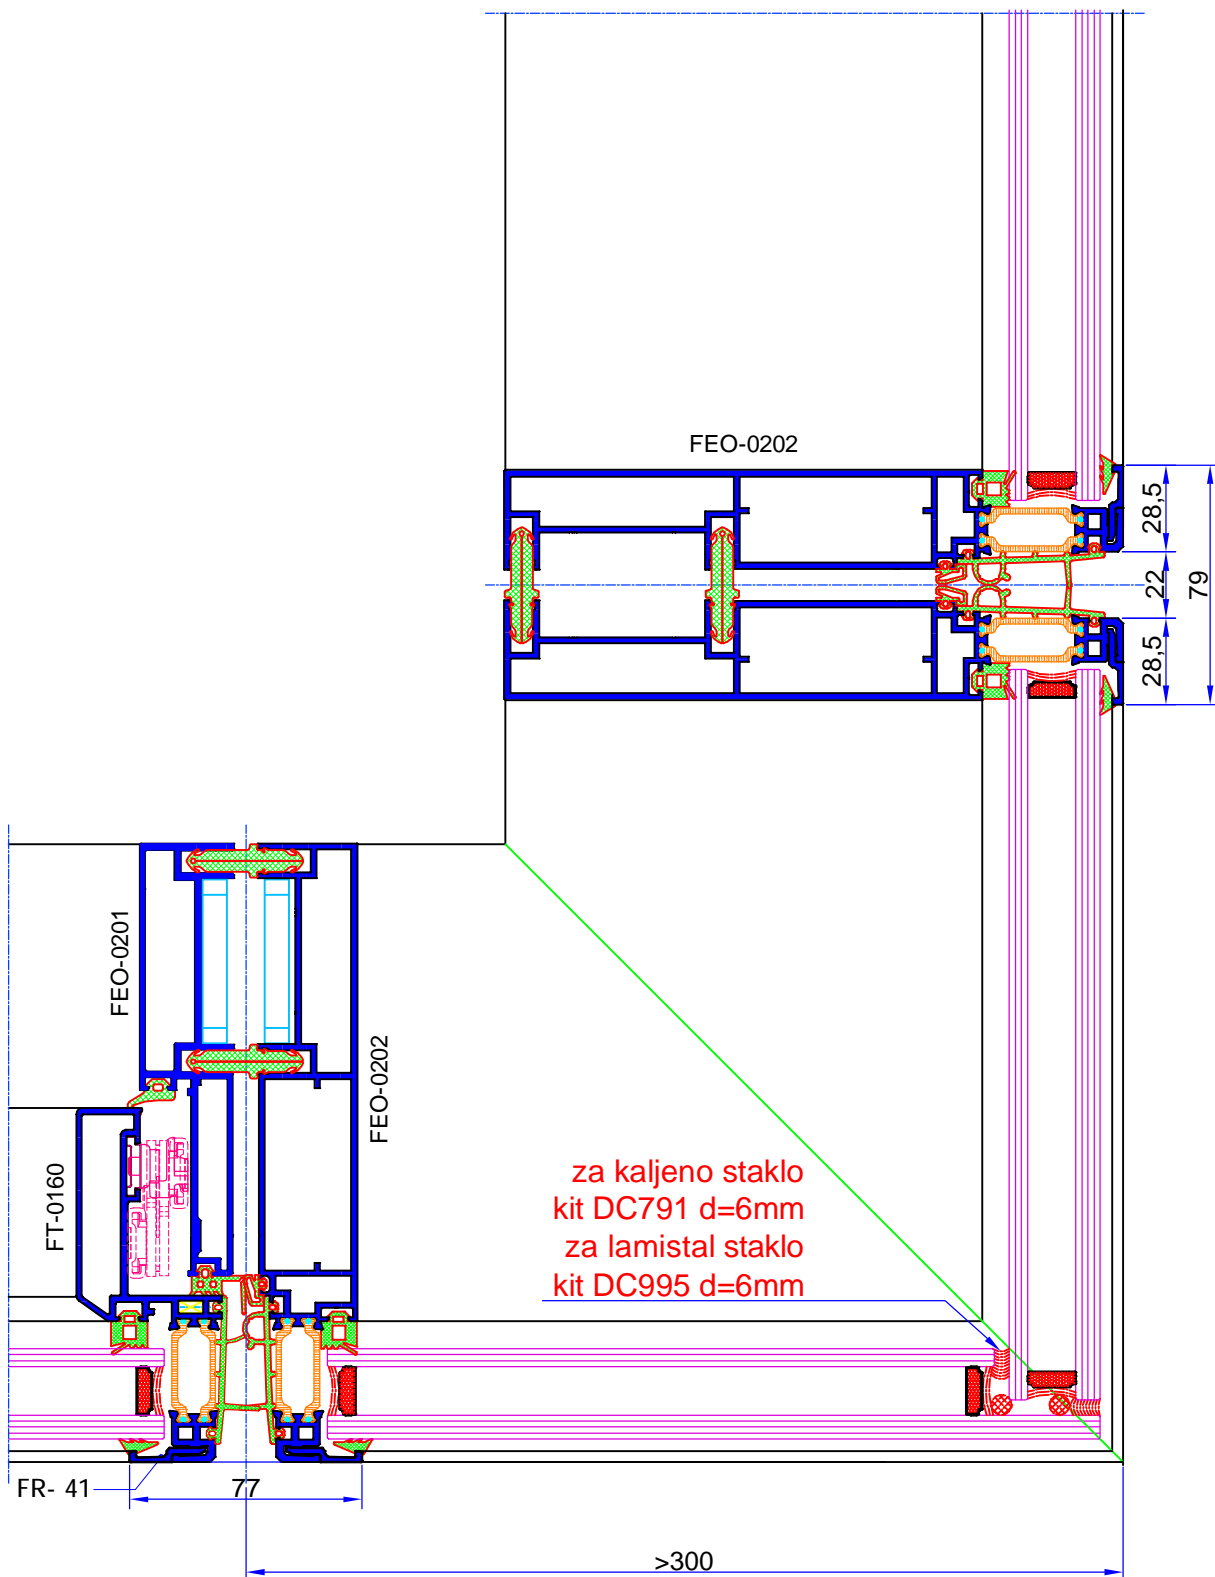 FEO-0202
28,5
22
79
28,5
FEO-0201
FEO-0202
FT-0160
za kaljeno staklo
kit DC791 d=6mm
za lamistal staklo
kit DC995 d=6mm
FR- 41
77
>300